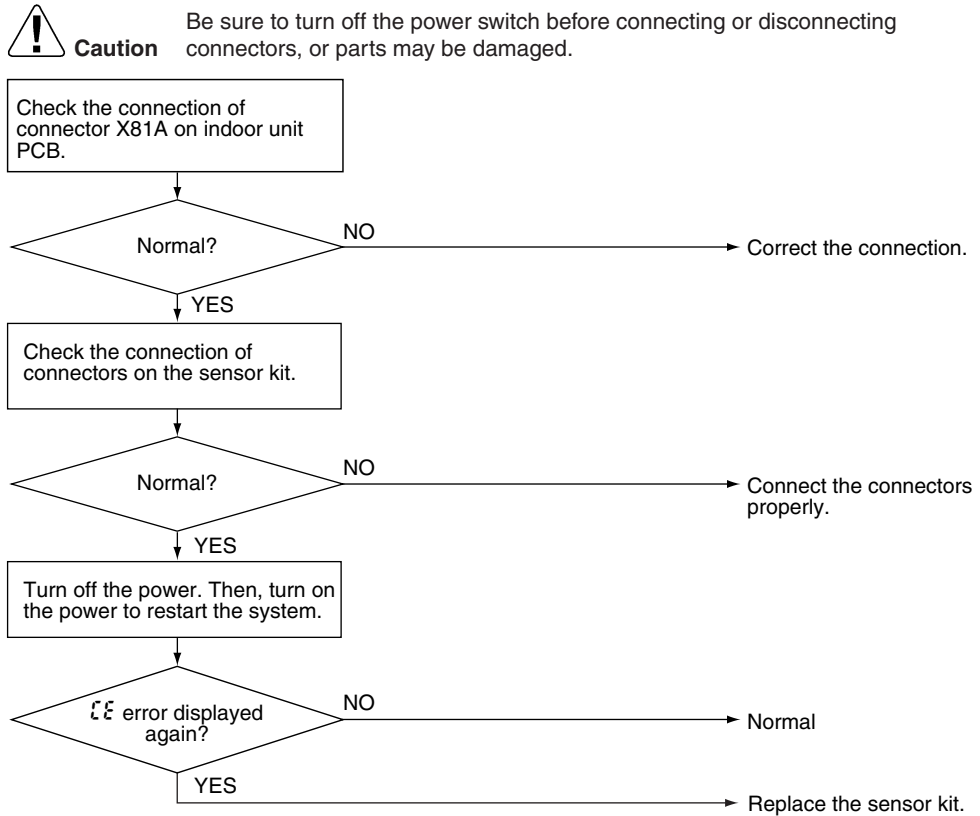 Be sure to turn off the power switch before connecting or disconnecting
Caution connectors, or parts may be damaged.
Check the connection of
connector X81A on indoor unit
PCB.
Normal?
NO
Correct the connection.
YES
Check the connection of
connectors on the sensor kit.
Normal?
NO
Connect the connectors
properly.
YES
Turn off the power. Then, turn on
the power to restart the system.
CE error displayed
again?
NO
Normal
YES
Replace the sensor kit.